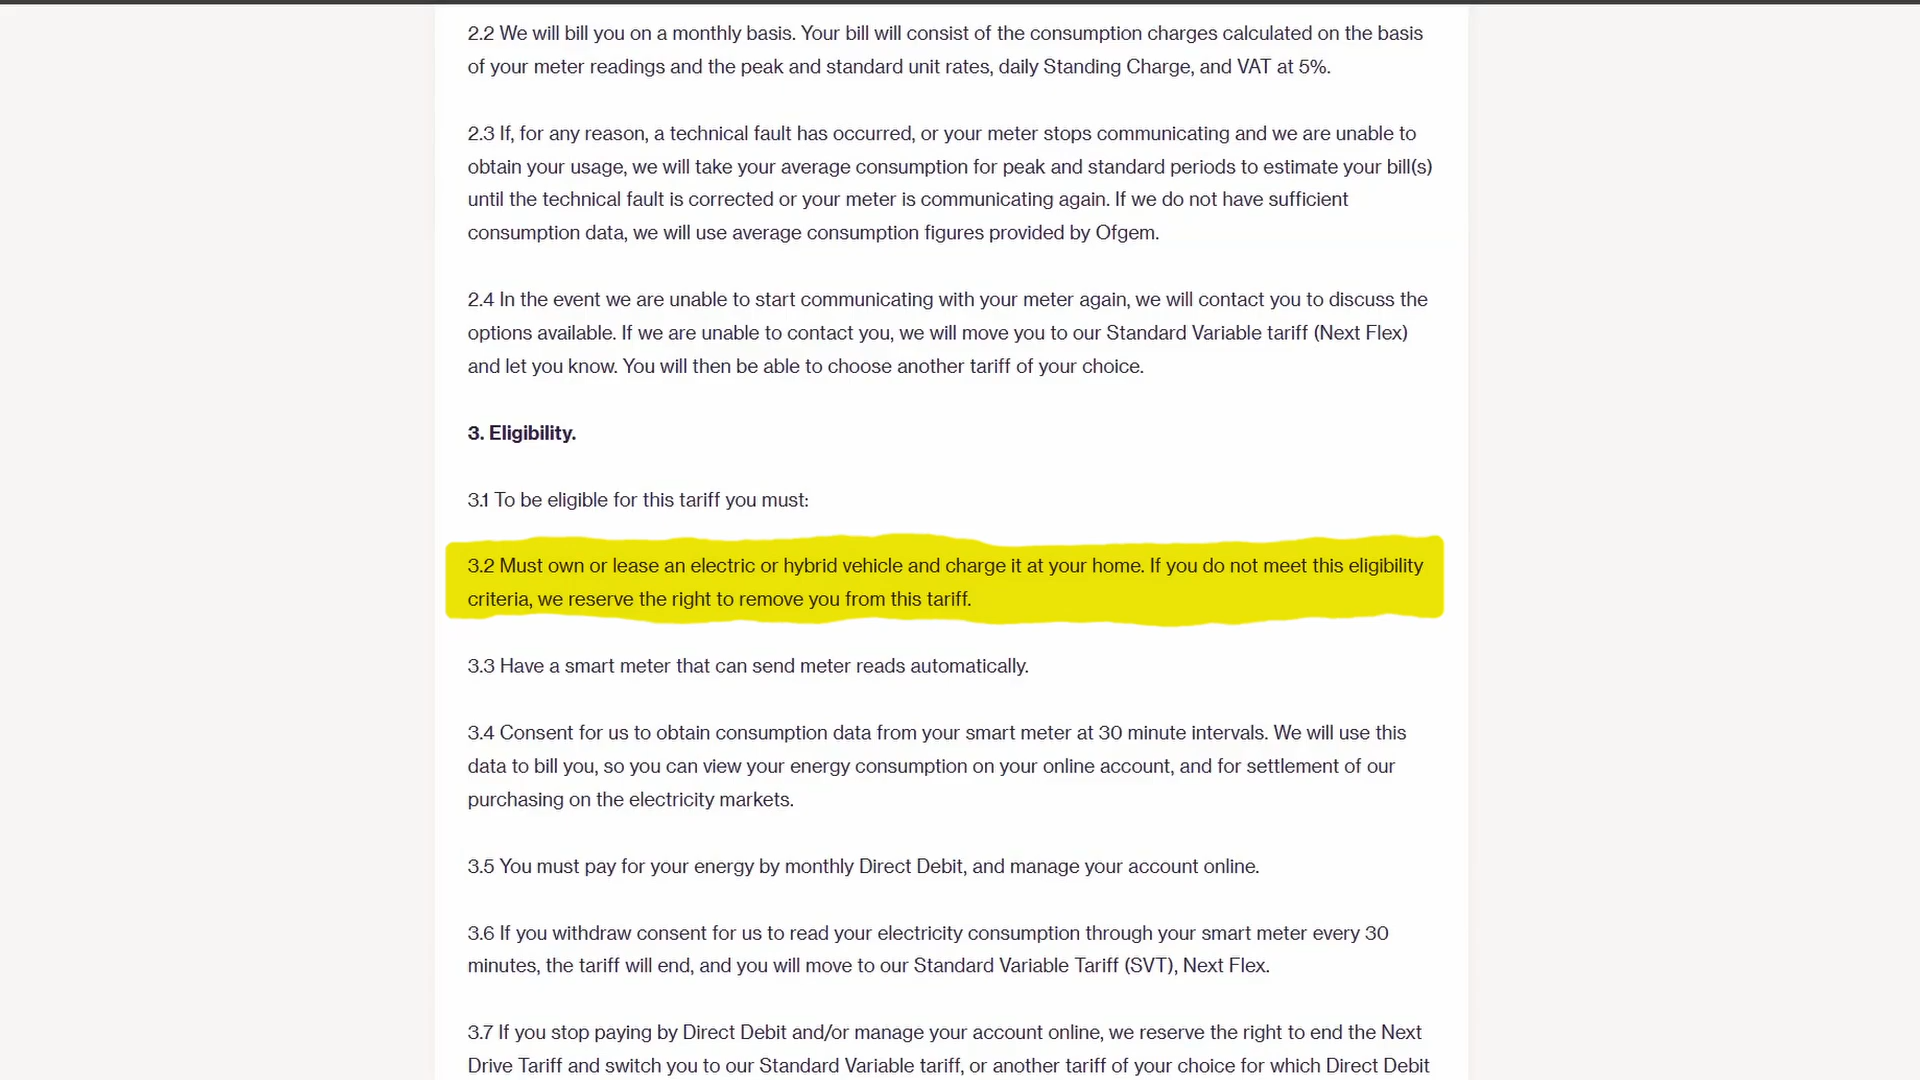 2.2 We will bill you on a monthly basis. Your bill will consist of the consumption charges calculated on the basis
of your meter readings and the peak and standard unit rates, daily Standing Charge, and VAT at 5%.
2.3 If, for any reason, a technical fault has occurred, or your meter stops communicating and we are unable to
obtain your usage, we will take your average consumption for peak and standard periods to estimate your bill(s)
until the technical fault is corrected or your meter is communicating again. If we do not have sufficient
consumption data, we will use average consumption figures provided by Ofgem.
2.4 In the event we are unable to start communicating with your meter again, we will contact you to discuss the
options available. If we are unable to contact you, we will move you to our Standard Variable tariff (Next Flex)
and let you know. You will then be able to choose another tariff of your choice.
3. Eligibility.
3.1 To be eligible for this tariff you must:
3.2 Must own or lease an electric or hybrid vehicle and charge it at your home. If you do not meet this eligibility
criteria, we reserve the right to remove you from this tariff.
3.3 Have a smart meter that can send meter reads automatically.
3.4 Consent for us to obtain consumption data from your smart meter at 30 minute intervals. We will use this
data to bill you, so you can view your energy consumption on your online account, and for settlement of our
purchasing on the electricity markets.
3.5 You must pay for your energy by monthly Direct Debit, and manage your account online.
3.6 If you withdraw consent for us to read your electricity consumption through your smart meter every 30
minutes, the tariff will end, and you will move to our Standard Variable Tariff (SVT), Next Flex.
3.7 If you stop paying by Direct Debit and/or manage your account online, we reserve the right to end the Next
Drive Tariff and switch you to our Standard Variable tariff, or another tariff of your choice for which Direct Debit